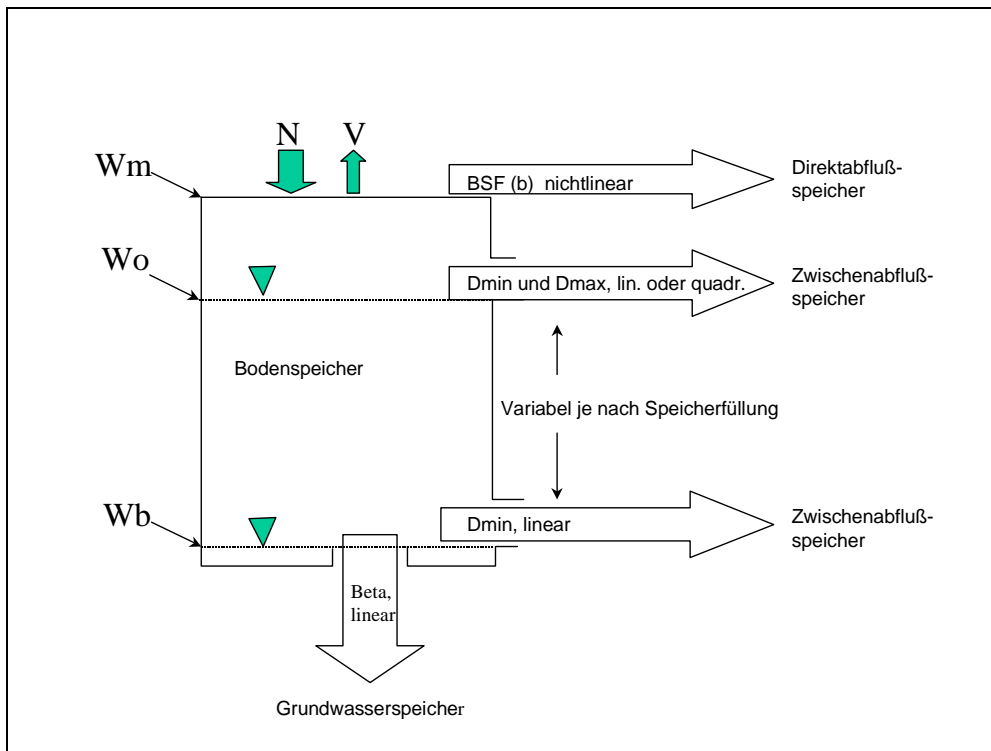 N
V
Wm
BSF (b)  nichtlinear
Direktabfluß-
speicher
Wo
Dmin und Dmax, lin. oder quadr.
Zwischenabfluß-
speicher
Bodenspeicher
Variabel je nach Speicherfüllung
Wb
Dmin, linear
Zwischenabfluß-
speicher
Beta,
linear
Grundwasserspeicher